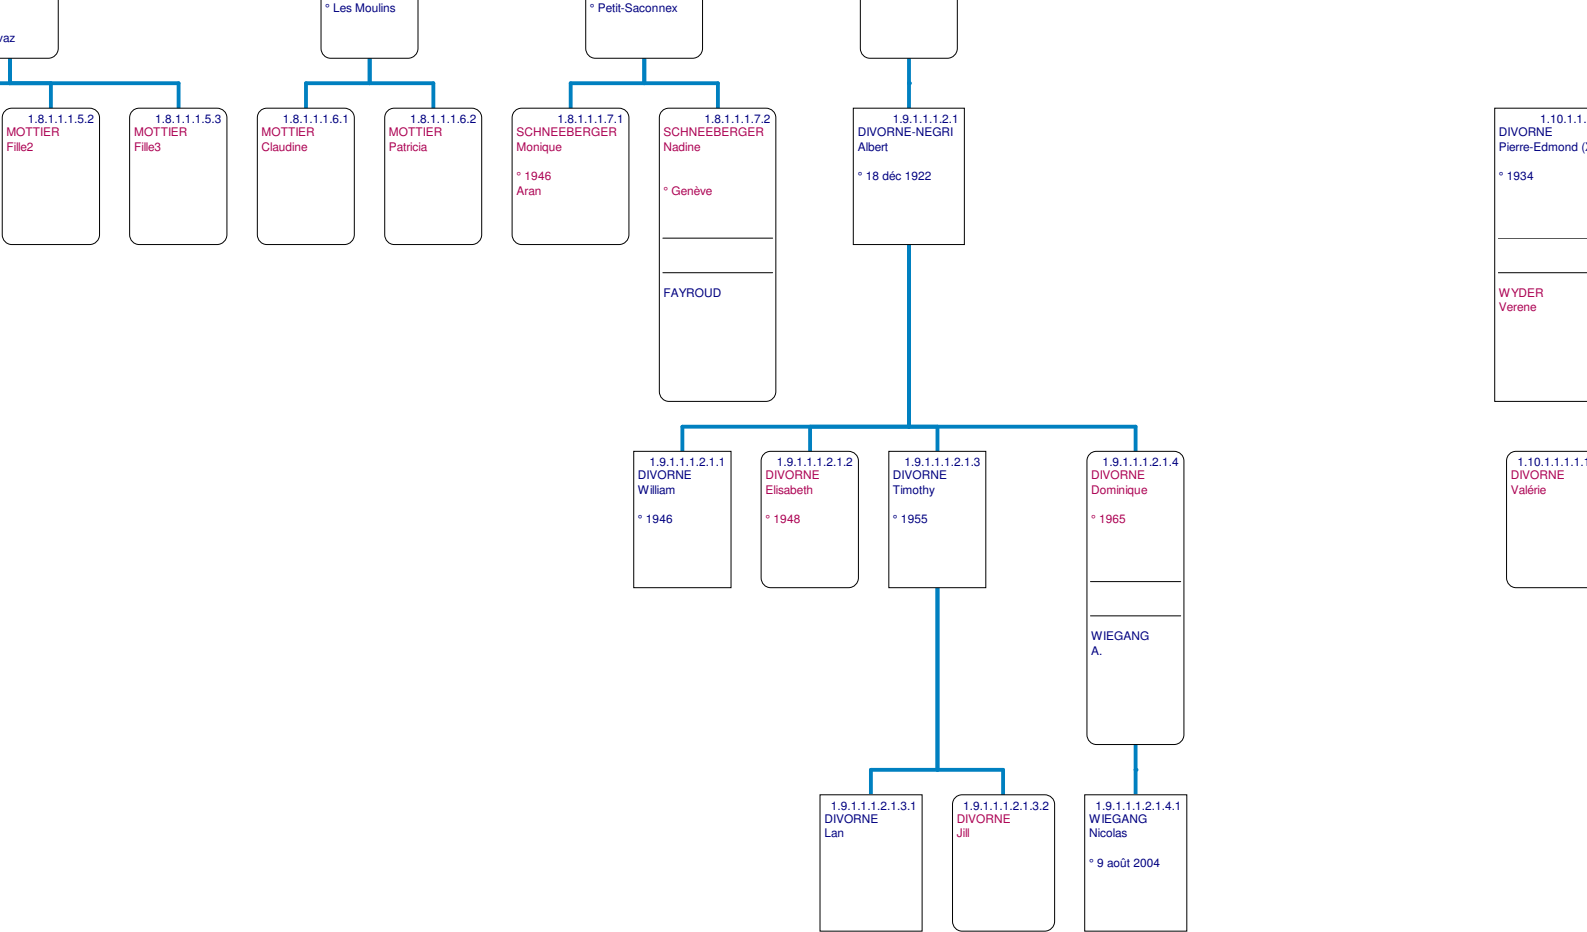 ° Les Moulins
° Petit-Saconnex
vaz
1.8.1.1.1.5.2
MOTTIER
Fille2
1.8.1.1.1.5.3
MOTTIER
Fille3
1.8.1.1.1.6.1
MOTTIER
Claudine
1.8.1.1.1.6.2
MOTTIER
Patricia
1.8.1.1.1.7.1
SCHNEEBERGER
Monique
° 1946
Aran
1.8.1.1.1.7.2
SCHNEEBERGER
Nadine
° Genève
FAYROUD
1.9.1.1.1.2.1
DIVORNE-NEGRI
Albert
° 18 déc 1922
1.10.1.1.
DIVORNE
Pierre-Edmond (
° 1934
WYDER
Verene
1.9.1.1.1.2.1.1
DIVORNE
William
° 1946
1.9.1.1.1.2.1.2
DIVORNE
Elisabeth
° 1948
1.9.1.1.1.2.1.3
DIVORNE
Timothy
° 1955
1.9.1.1.1.2.1.4
DIVORNE
Dominique
° 1965
WIEGANG
A.
1.10.1.1.1.1.1
DIVORNE
Valérie
1.9.1.1.1.2.1.3.1
DIVORNE
Lan
1.9.1.1.1.2.1.3.2
DIVORNE
Jill
1.9.1.1.1.2.1.4.1
WIEGANG
Nicolas
° 9 août 2004